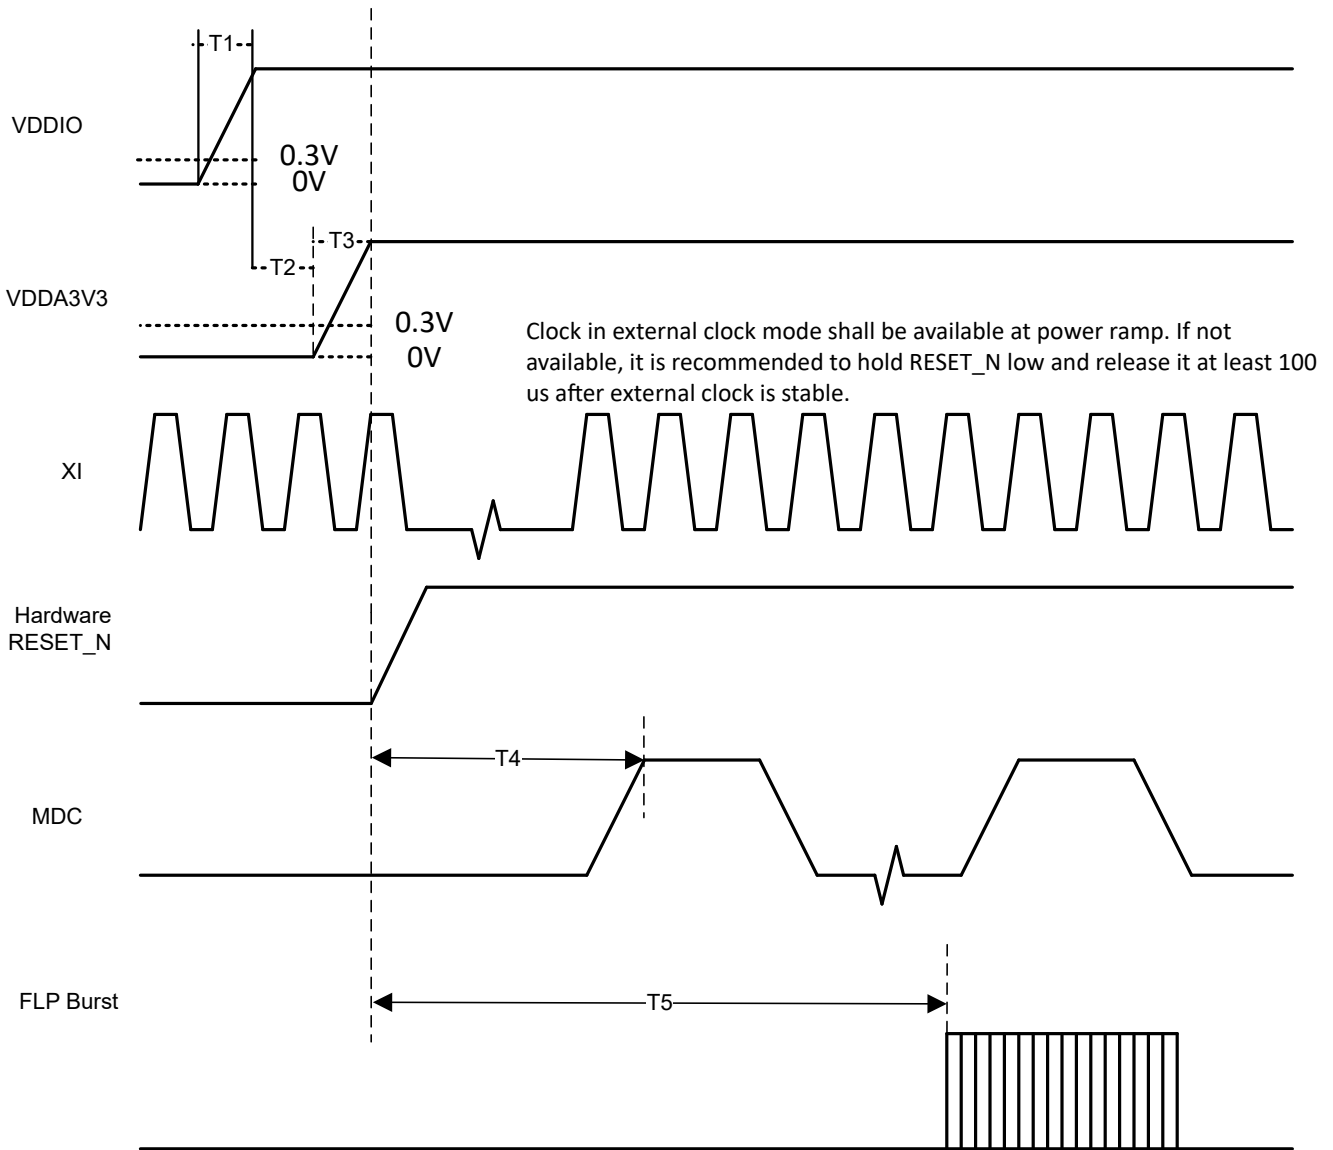 T1
VDDIO
0.3V
0V
T3
T2
VDDA3V3
0.3V
0V
Clock in external clock mode shall be available at power ramp. If not
available, it is recommended to hold RESET_N low and release it at least 100
us after external clock is stable.
XI
Hardware
RESET_N
T4
MDC
FLP Burst
T5